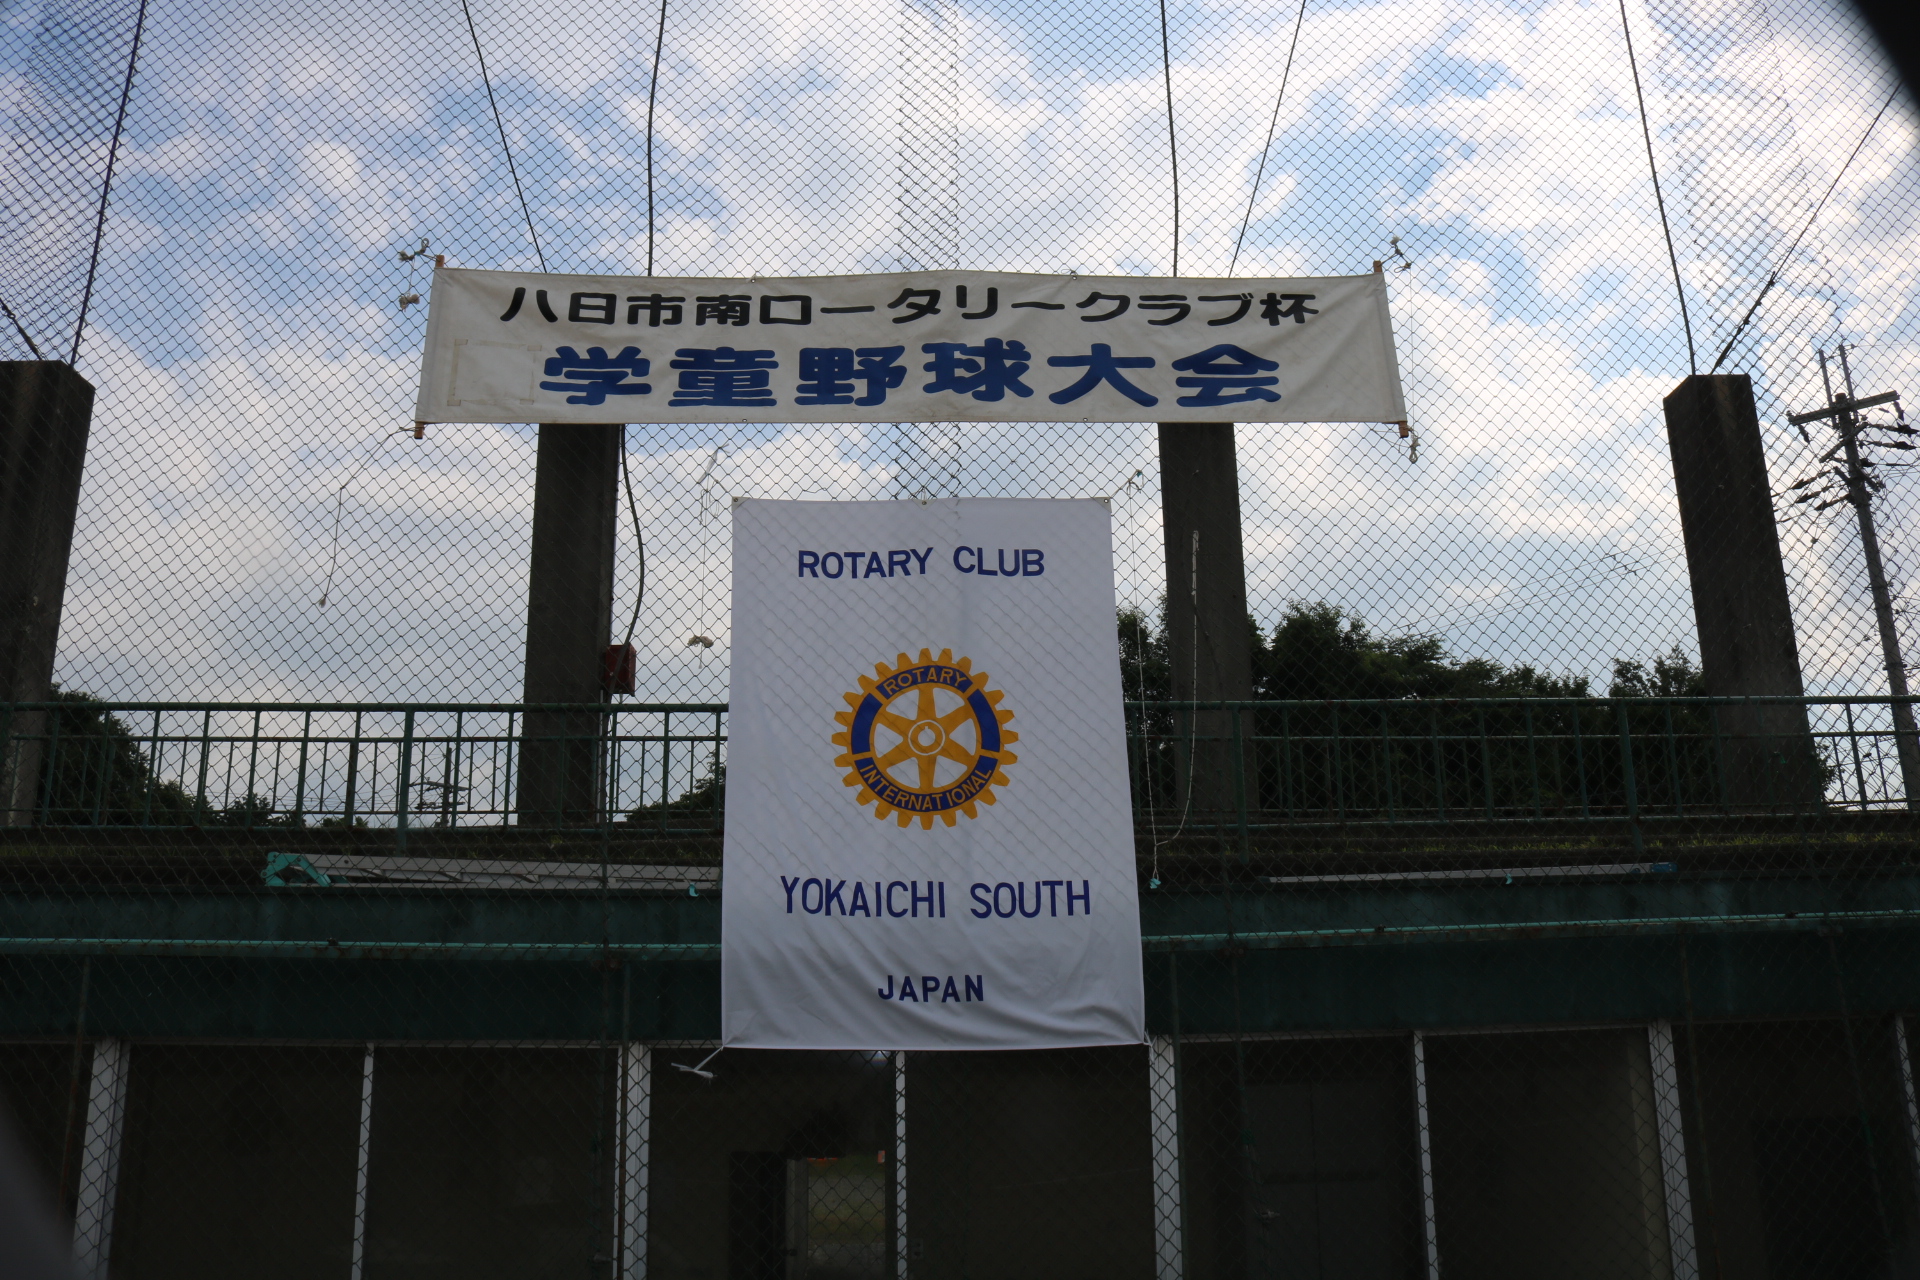 八日市南ロータリークラブ杯
学童野球大会
ROTARY CLUB
ROTARY
INTERNATIONAL
YOKAICHI SOUTH
JAPAN